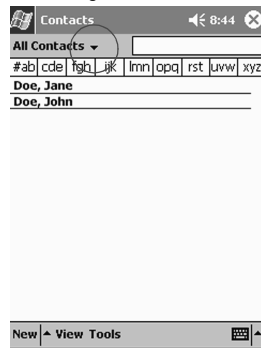 Contacts 8:44
All Contacts
#ab cde fgh ijk lmn opq rst uvw xyz
Doe, Jane
Doe, John
New View Tools